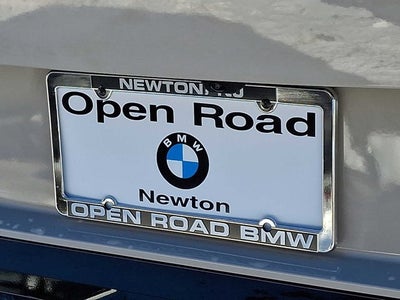 NEWTON, NJ
Open Road
BMW
Newton
OPEN ROAD BMW